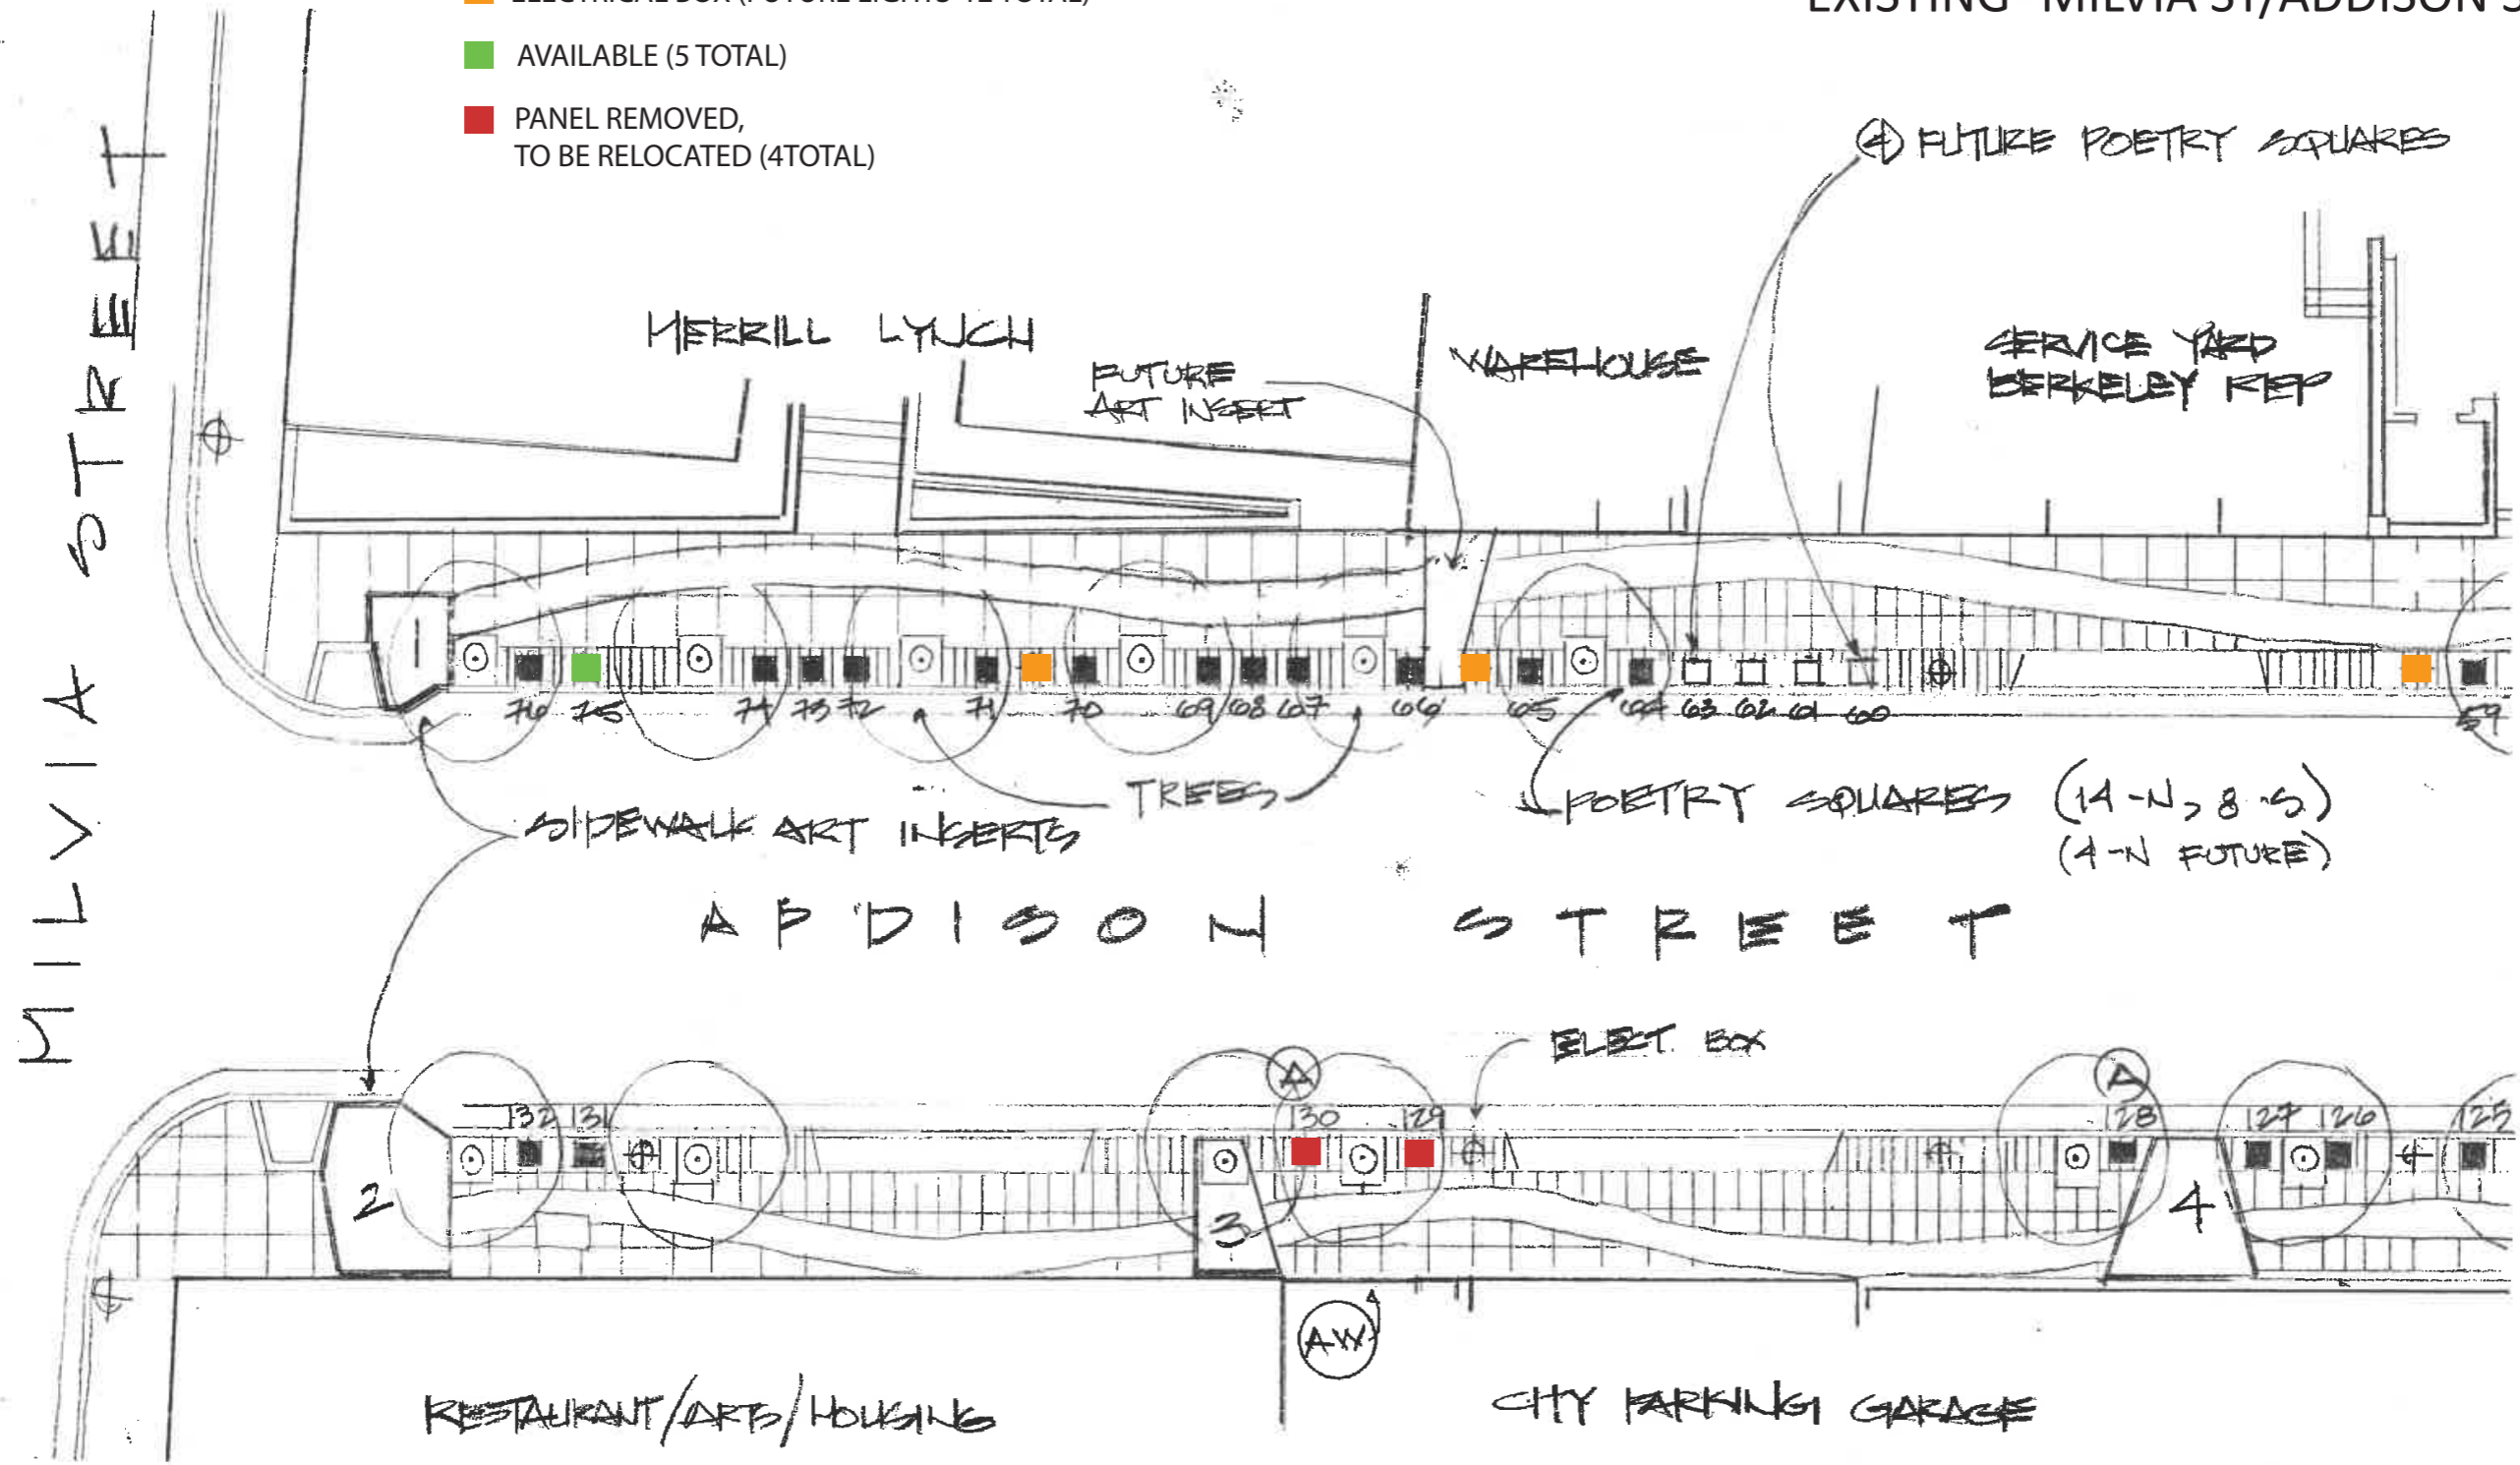 AVAILABLE (5 TOTAL)
PANEL REMOVED,
TO BE RELOCATED (4TOTAL)
④ FUTURE POETRY SQUARES
MILVIA STREET
MERRILL LYNCH
FUTURE
ART INSERT
WAREHOUSE
SERVICE YARD
BERKELEY REP
1
76 75 74 73 72 71 70 69 68 67 66 65 64 63 62 61 60 59
TREES
SIDEWALK ART INSERTS
POETRY SQUARES (14-N, 8-S)
(4-N FUTURE)
ADDISON STREET
ELECT. BOX
A A
132 131 130 129 128 127 126 125
2 3 4
AW
RESTAURANT/ARTS/HOUSING
CITY PARKING GARAGE